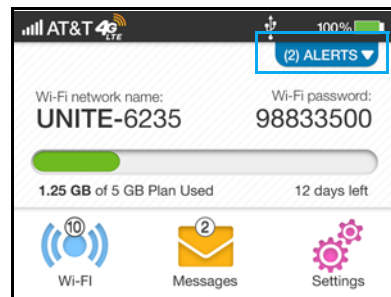 AT&T 4G LTE 100%
(2) ALERTS
Wi-Fi network name: Wi-Fi password:
UNITE-6235 98833500
1.25 GB of 5 GB Plan Used 12 days left
10 2
Wi-FI Messages Settings